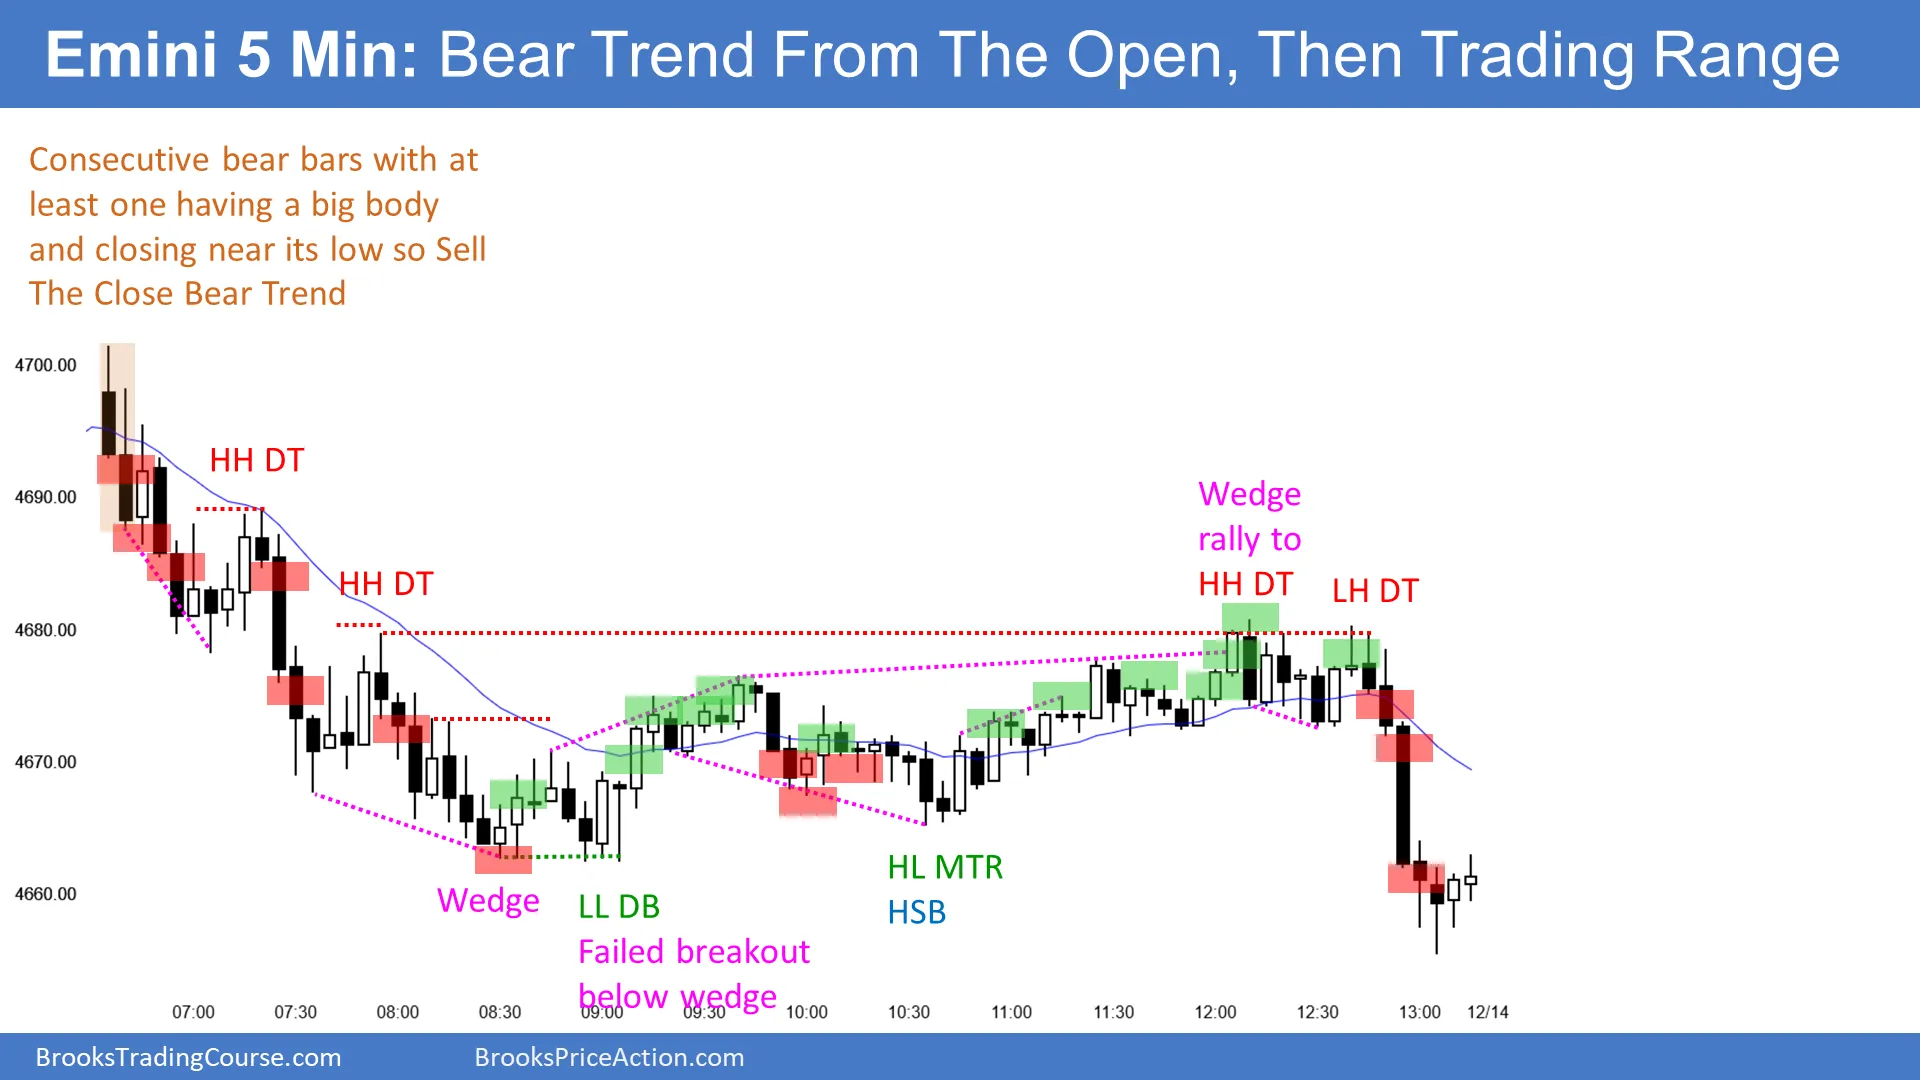 Emini 5 Min: Bear Trend From The Open, Then Trading Range
Consecutive bear bars with at
least one having a big body
and closing near its low so Sell
The Close Bear Trend
4700.00
4690.00
4680.00
4670.00
4660.00
HH DT
HH DT
Wedge
rally to
HH DT
LH DT
Wedge
LL DB
Failed breakout
below wedge
HL MTR
HSB
07:00
07:30
08:00
08:30
09:00
09:30
10:00
10:30
11:00
11:30
12:00
12:30
13:00
12/14
BrooksTradingCourse.com
BrooksPriceAction.com